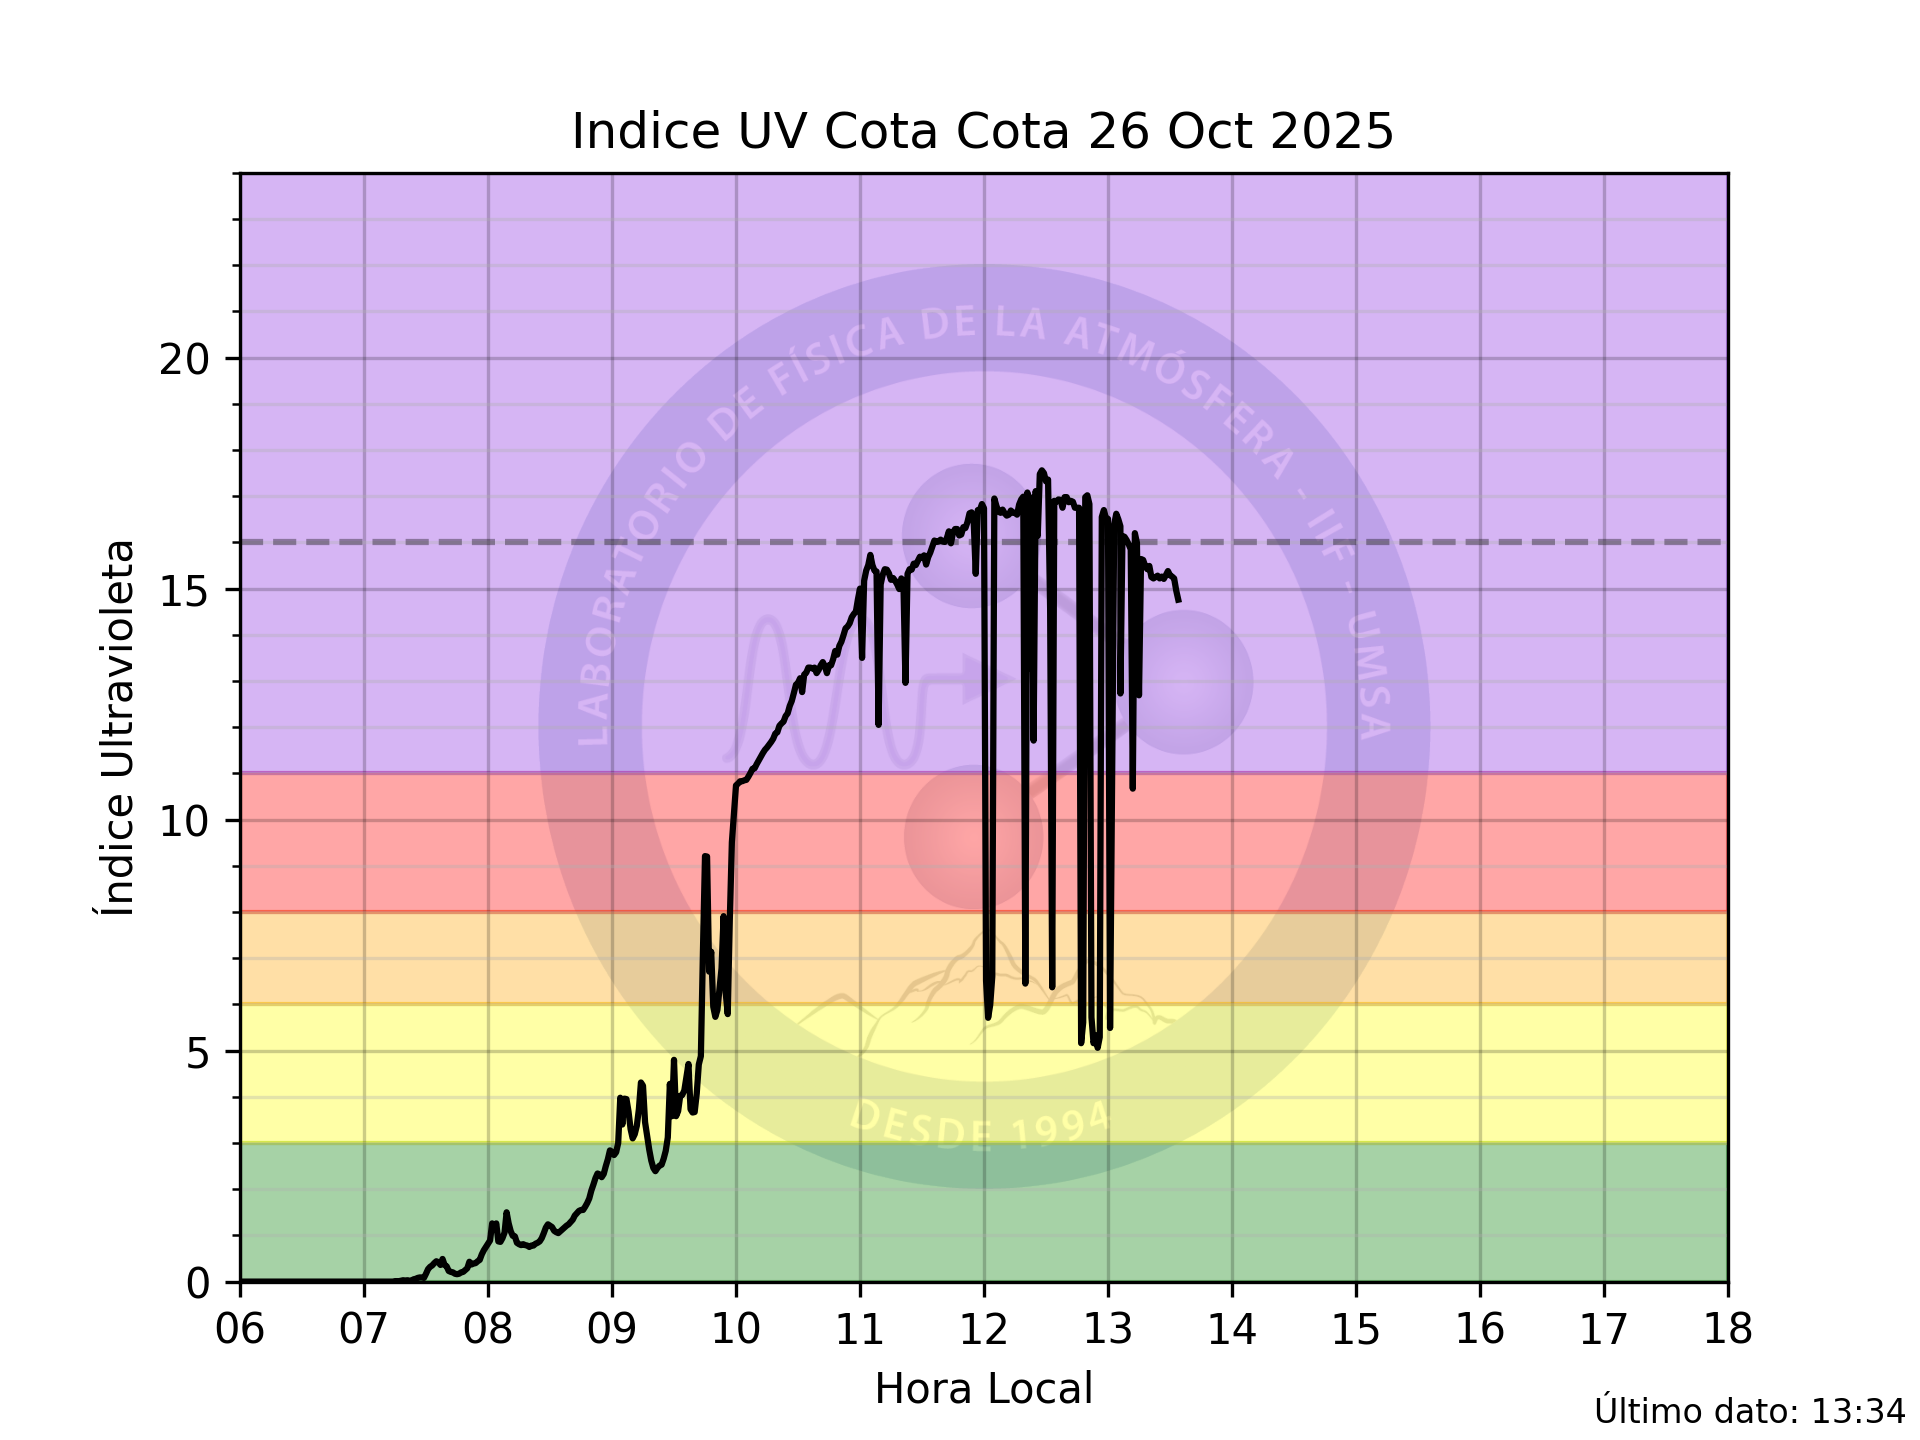 Indice UV Cota Cota 26 Oct 2025
Índice Ultravioleta
20
15
10
5
0
LABORATORIO DE FÍSICA DE LA ATMÓSFERA - IIF - UMSA
DESDE 1994
06 07 08 09 10 11 12 13 14 15 16 17 18
Hora Local
Último dato: 13:34